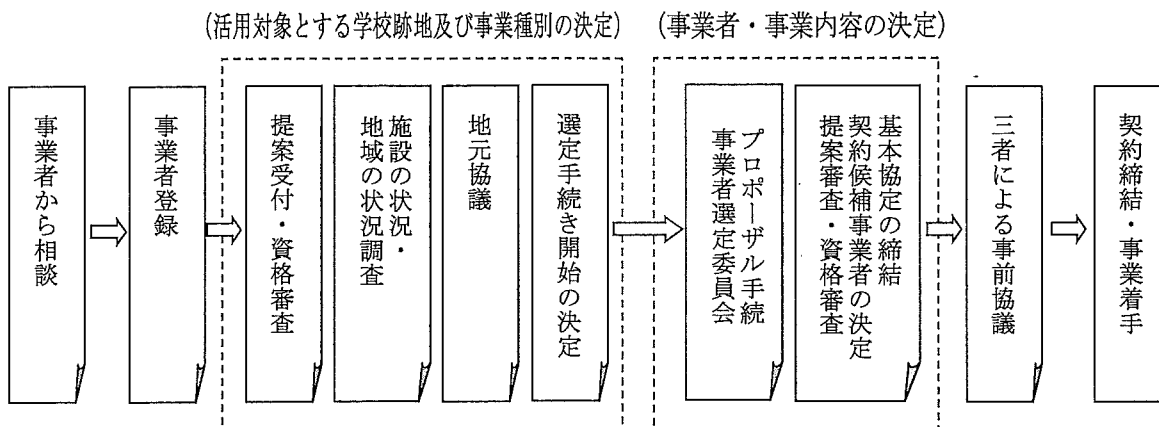 (活用対象とする学校跡地及び事業種別の決定)
(事業者・事業内容の決定)
事業者から相談
事業者登録
提案受付・資格審査
施設の状況・
地域の状況調査
地元協議
選定手続き開始の決定
プロポーザル手続
事業者選定委員会
基本協定の締結
契約候補事業者の決定
提案審査・資格審査
三者による事前協議
契約締結・事業着手